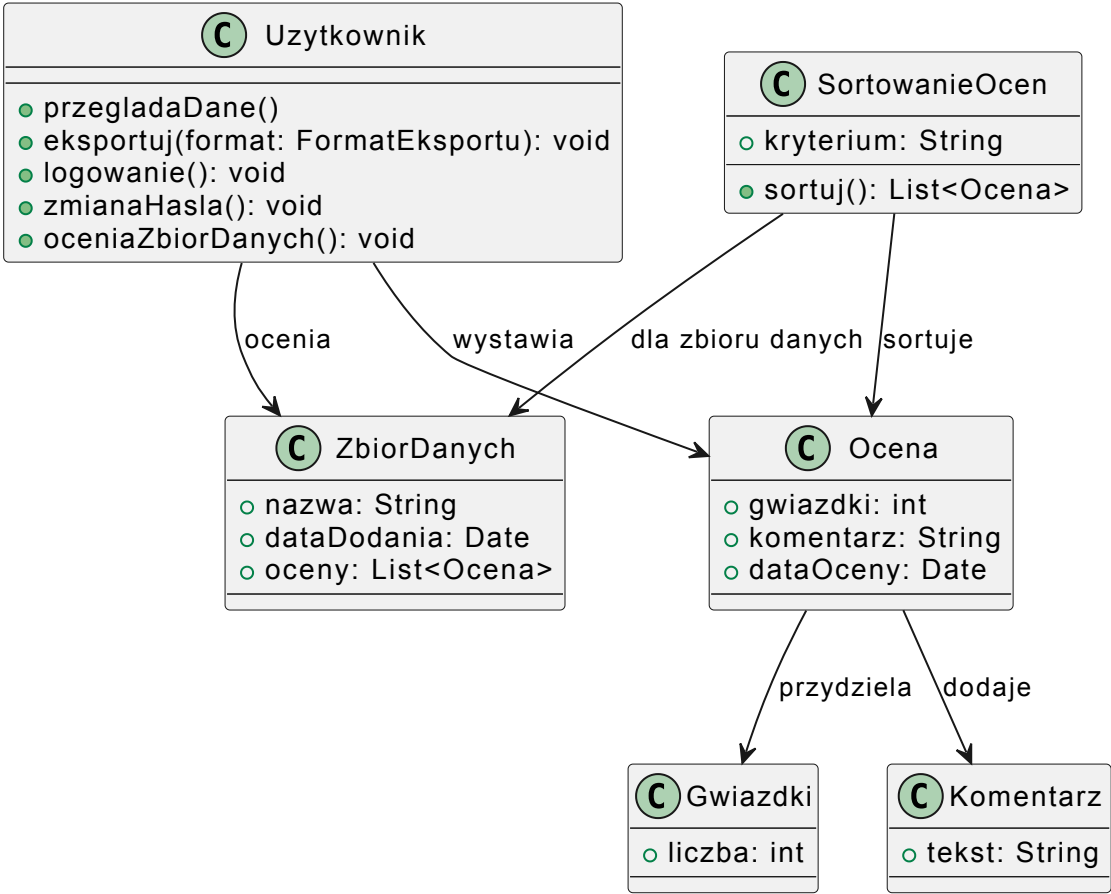 C Uzytkownik
przegladaDane()
eksportuj(format: FormatEksportu): void
logowanie(): void
zmianaHasla(): void
oceniaZbiorDanych(): void
C SortowanieOcen
kryterium: String
sortuj(): List<Ocena>
ocenia
wystawia
dla zbioru danych
sortuje
C ZbiorDanych
nazwa: String
dataDodania: Date
oceny: List<Ocena>
C Ocena
gwiazdki: int
komentarz: String
dataOceny: Date
przydziela
dodaje
C Gwiazdki
liczba: int
C Komentarz
tekst: String